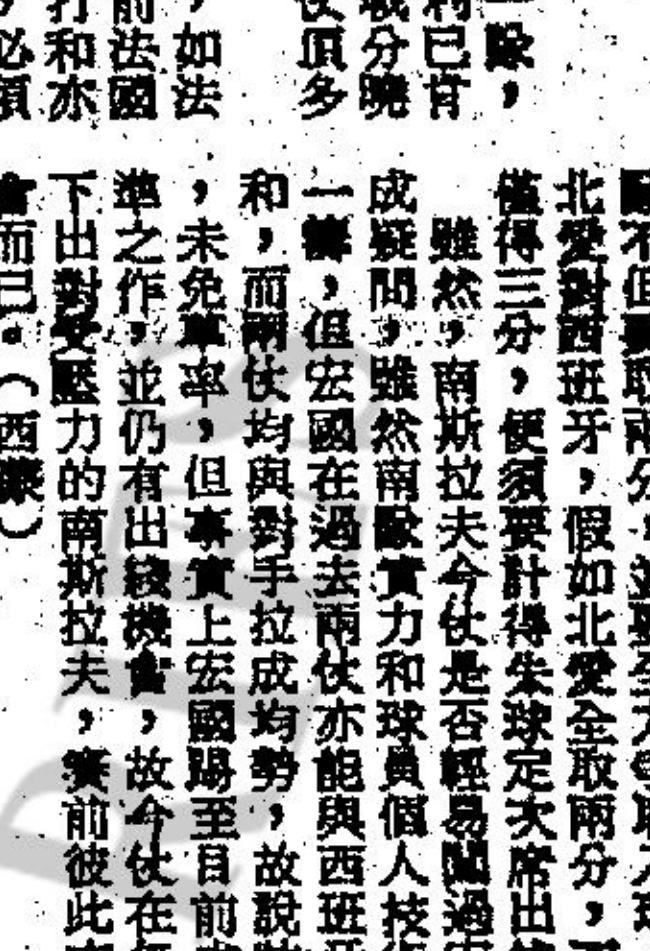 歐，
利已肯
戰分曉
仗須多
，如法
前法國
打和亦
必須
北愛對西班牙，假如北愛全取兩分，
僅得三分，便須要計得失球定次席出
雖然，南斯拉夫今仗是否輕易闖過
成疑問，雖然南歐實力和球員個人技
一籌，但宏國在過去兩仗亦能與西班牙
和，而兩仗均與對手拉成均勢，故說
，未免草率，但事實上宏國踢至目前
準之作，並仍有出綫機會，故今仗在
下出對受壓力的南斯拉夫，賽前彼此
會而已。（西鐵）